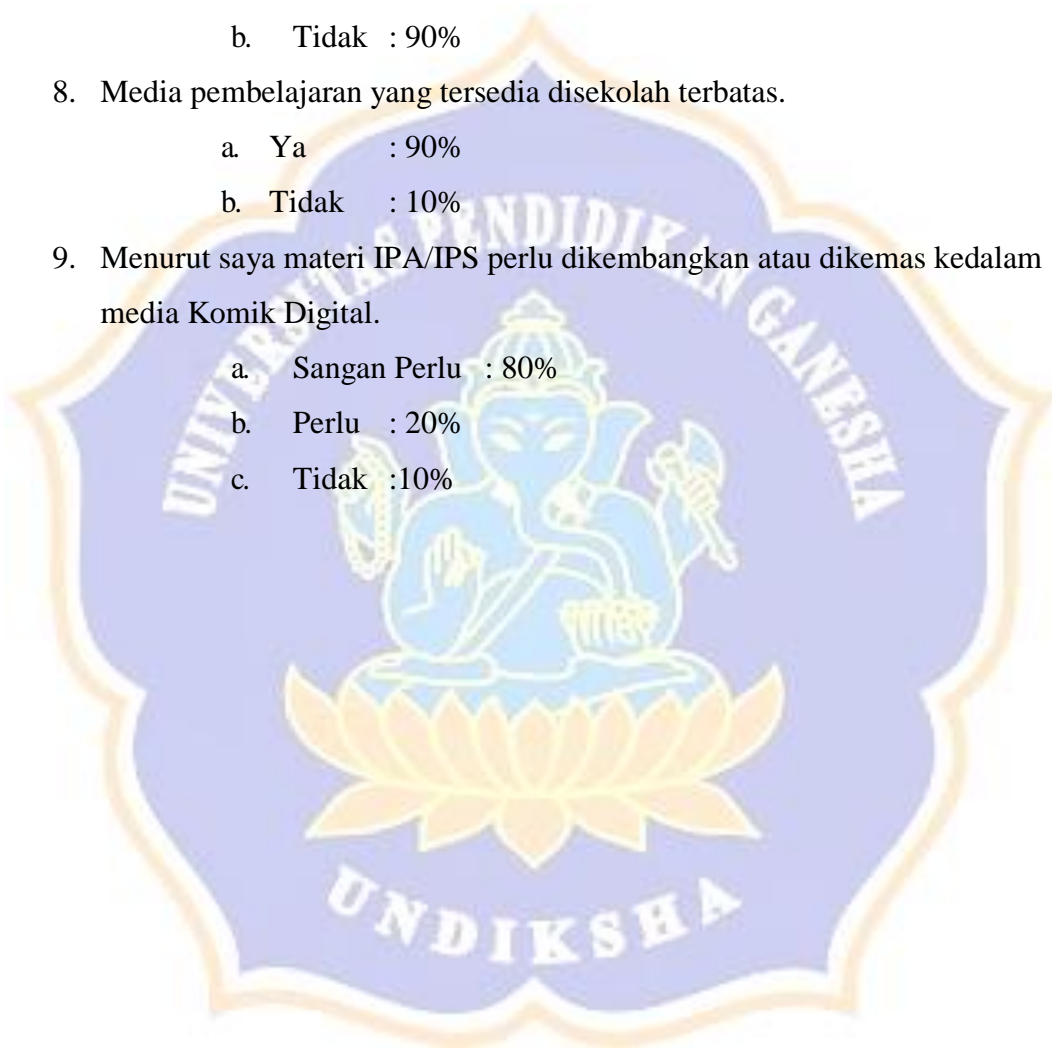 b. Tidak : 90%
8. Media pembelajaran yang tersedia disekolah terbatas.
a. Ya : 90%
b. Tidak : 10%
9. Menurut saya materi IPA/IPS perlu dikembangkan atau dikemas kedalam
media Komik Digital.
a. Sangan Perlu : 80%
b. Perlu : 20%
c. Tidak :10%
UNIVERSITAS PENDIDIKAN GANESHA
UNDIKSHA